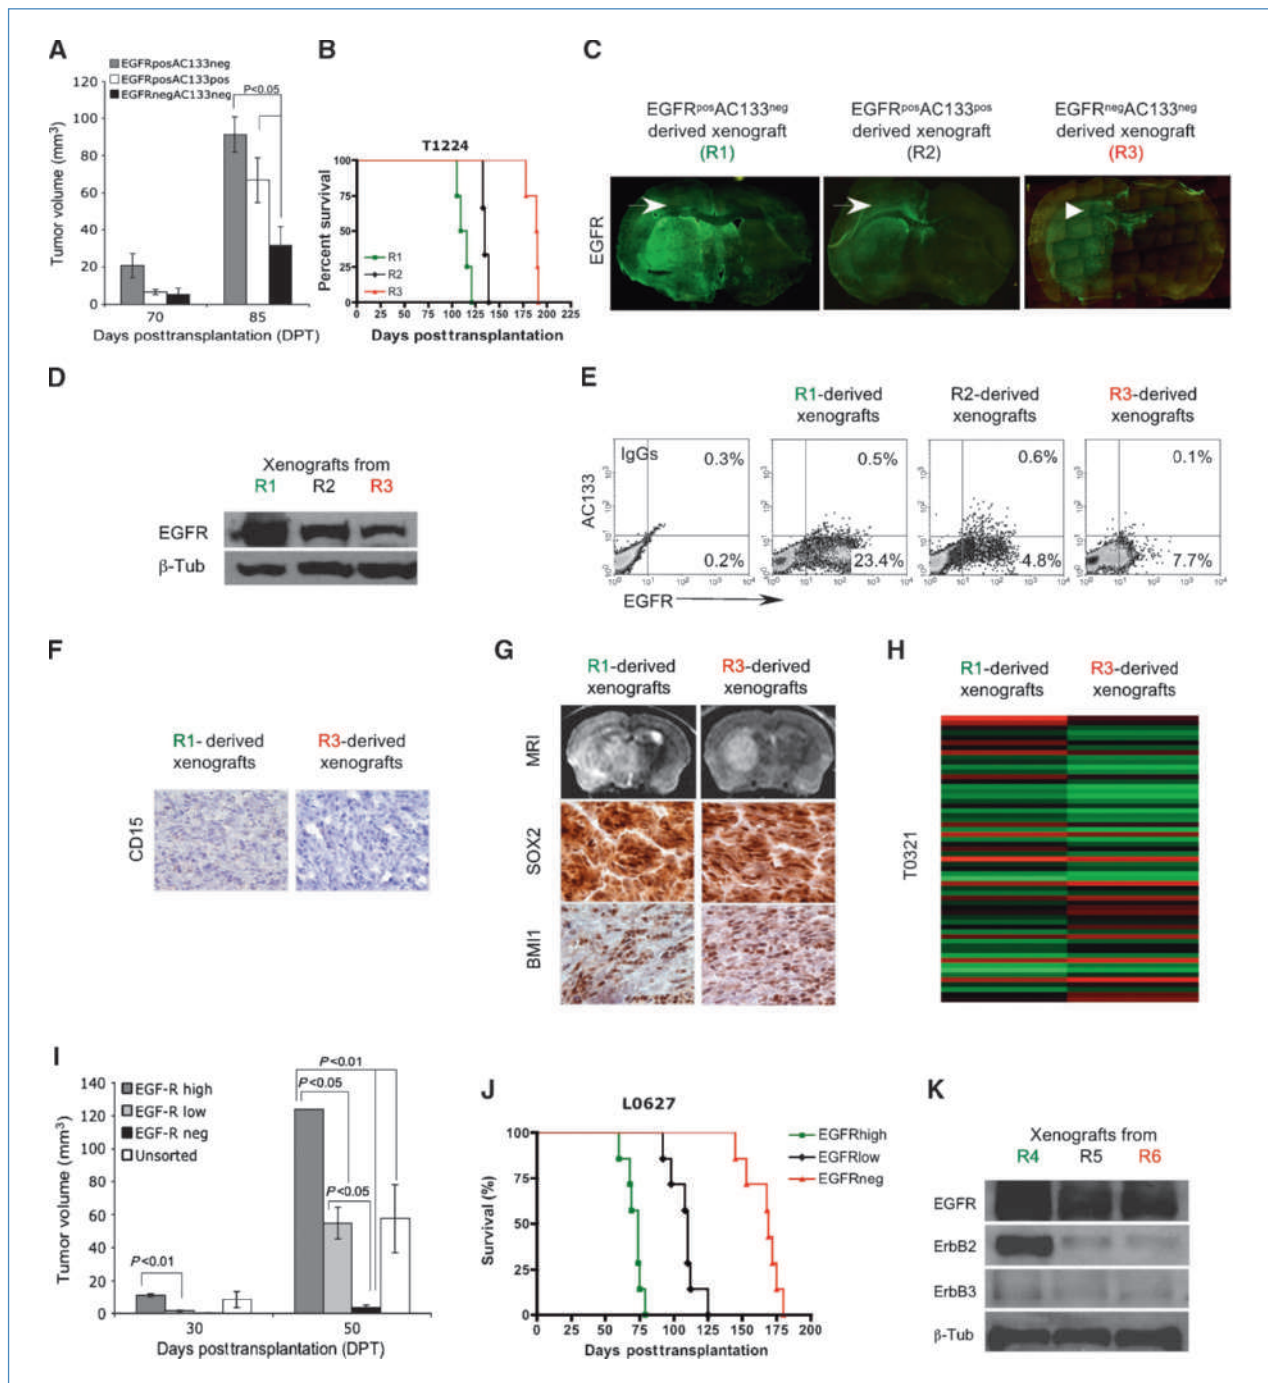 A
EGFRposAC133neg
EGFRposAC133pos
EGFRnegAC133neg
P<0.05
120
100
80
60
40
20
0
Tumor volume (mm³)
70 85
Days posttransplantation (DPT)
B
T1224
100
75
50
25
0
Percent survival
R1
R2
R3
0 25 50 75 100 125 150 175 200 225
Days posttransplantation
C
EGFRposAC133neg
derived xenograft
(R1)
EGFRposAC133pos
derived xenograft
(R2)
EGFRnegAC133neg
derived xenograft
(R3)
EGFR
D
Xenografts from
R1 R2 R3
EGFR
β-Tub
E
R1-derived
xenografts
R2-derived
xenografts
R3-derived
xenografts
IgGs
0.3%
0.2%
0.5%
23.4%
0.6%
4.8%
0.1%
7.7%
AC133
EGFR
F
R1- derived
xenografts
R3-derived
xenografts
CD15
G
R1-derived
xenografts
R3-derived
xenografts
MRI
SOX2
BMI1
H
R1-derived
xenografts
R3-derived
xenografts
T0321
I
EGF-R high
EGF-R low
EGF-R neg
Unsorted
P<0.01
P<0.05
P<0.05
P<0.01
140
120
100
80
60
40
20
0
Tumor volume (mm³)
30 50
Days posttransplantation (DPT)
J
L0627
100
75
50
25
0
Survival (%)
EGFRhigh
EGFRlow
EGFRneg
0 25 50 75 100 125 150 175 200
Days posttransplantation
K
Xenografts from
R4 R5 R6
EGFR
ErbB2
ErbB3
β-Tub